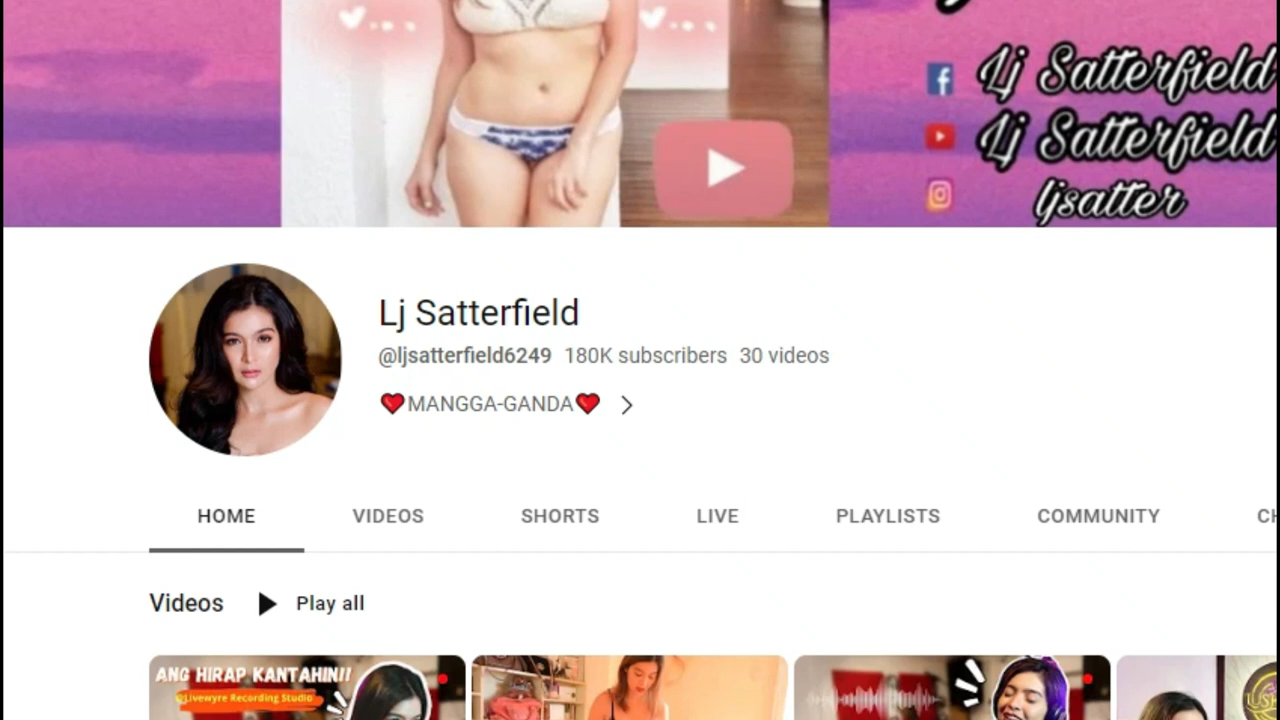 Lj Satterfield
Lj Satterfield
ljsatter
Lj Satterfield
@ljsatterfield6249 180K subscribers 30 videos
❤️MANGGA-GANDA❤️
HOME VIDEOS SHORTS LIVE PLAYLISTS COMMUNITY
Videos Play all
ANG HIRAP KANTAHIN!!
@Livewyre Recording Studio